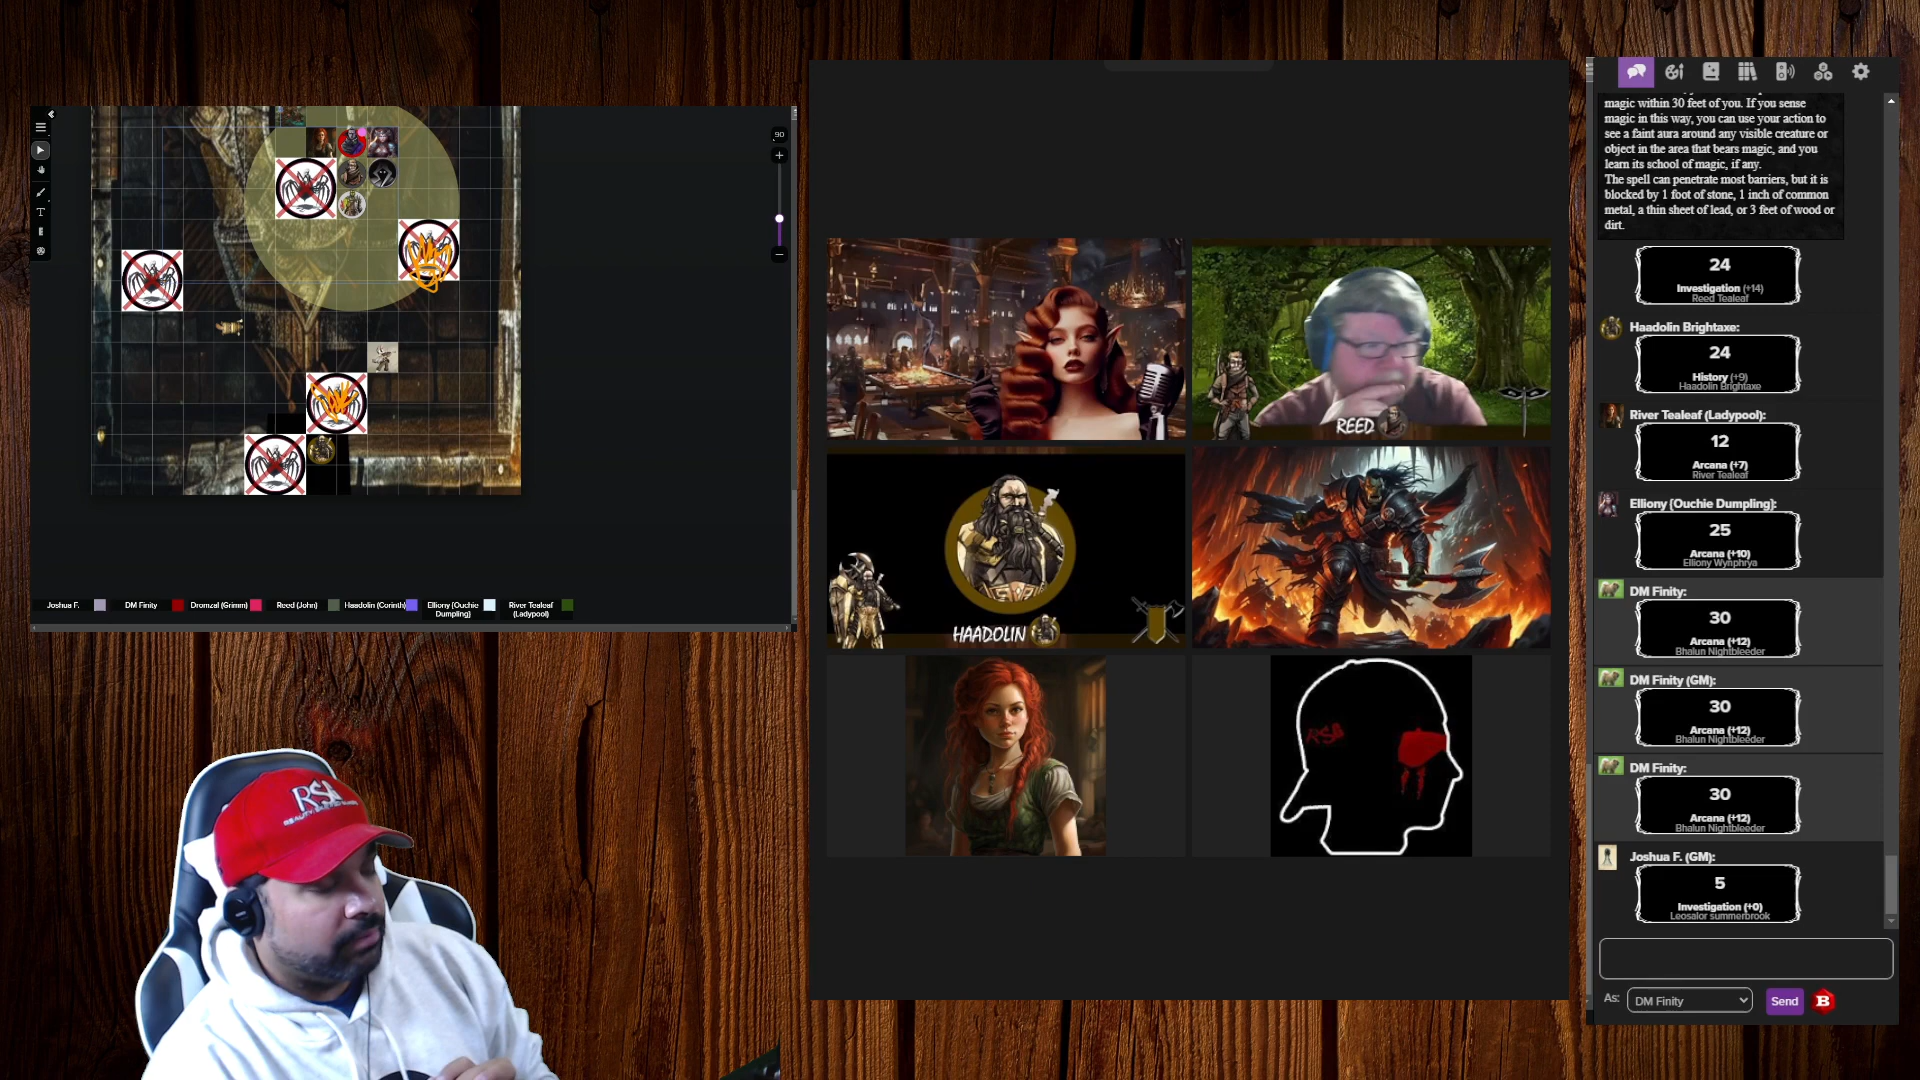 90
Joshua F.
DM Finity
Dromzal (Grimm)
Reed (John)
Haadolin (Corinth)
Elliony (Ouchie
Dumpling)
River Tealeaf
(Ladypool)
RSA
REED
HAADOLIN
RSA
magic within 30 feet of you. If you sense
magic in this way, you can use your action to
see a faint aura around any visible creature or
object in the area that bears magic, and you
learn its school of magic, if any.
The spell can penetrate most barriers, but it is
blocked by 1 foot of stone, 1 inch of common
metal, a thin sheet of lead, or 3 feet of wood or
dirt.
24
Investigation (+14)
Reed Tealeaf
Haadolin Brightaxe:
24
History (+9)
Haadolin Brightaxe
River Tealeaf (Ladypool):
12
Arcana (+7)
River Tealeaf
Elliony (Ouchie Dumpling):
25
Arcana (+10)
Elliony Wynphrya
DM Finity:
30
Arcana (+12)
Bhalun Nightbleeder
DM Finity (GM):
30
Arcana (+12)
Bhalun Nightbleeder
DM Finity:
30
Arcana (+12)
Bhalun Nightbleeder
Joshua F. (GM):
5
Investigation (+0)
Leosalor summerbrook
As:
DM Finity
Send
B